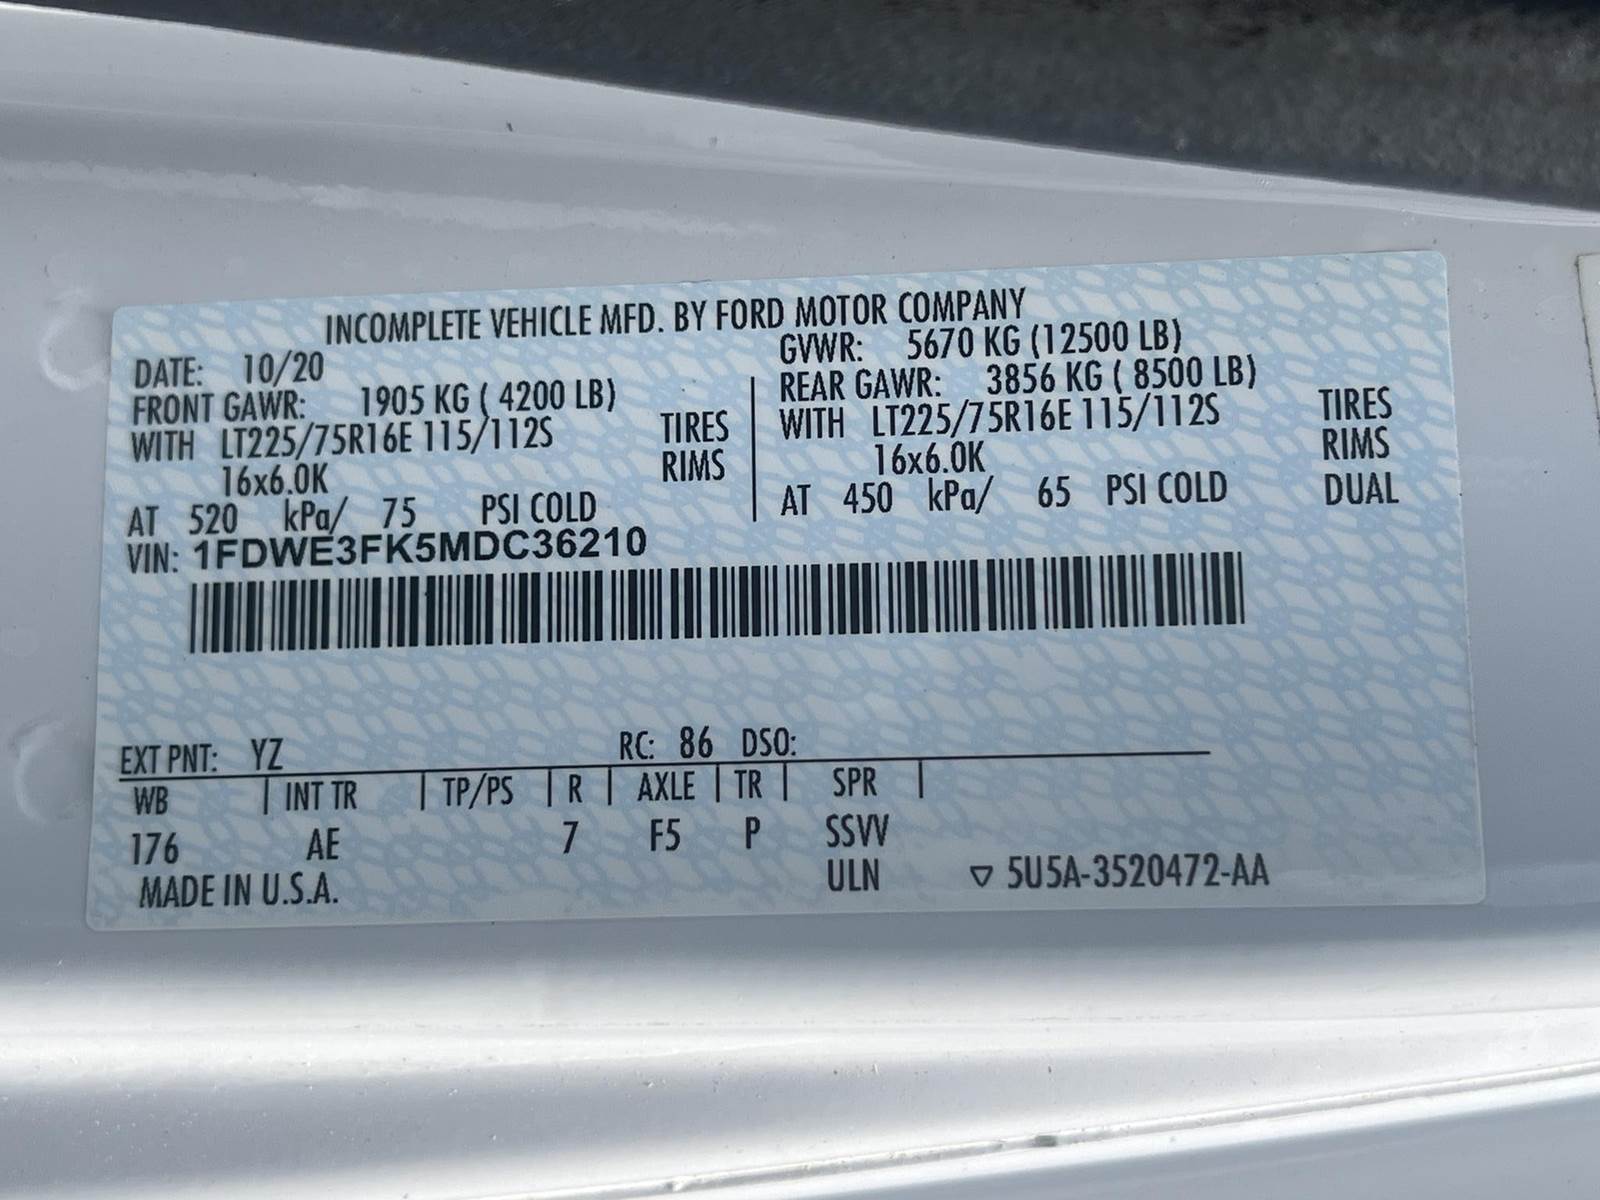 INCOMPLETE VEHICLE MFD. BY FORD MOTOR COMPANY
DATE: 10/20 GVWR: 5670 KG (12500 LB)
FRONT GAWR: 1905 KG ( 4200 LB) REAR GAWR: 3856 KG ( 8500 LB)
WITH LT225/75R16E 115/112S TIRES WITH LT225/75R16E 115/112S TIRES
16x6.0K RIMS 16x6.0K RIMS
AT 520 kPa/ 75 PSI COLD AT 450 kPa/ 65 PSI COLD DUAL
VIN: 1FDWE3FK5MDC36210
EXT PNT: YZ RC: 86 DSO:
WB | INT TR | TP/PS | R | AXLE | TR | SPR |
176 AE 7 F5 P SSVV
MADE IN U.S.A. ULN ▽ 5U5A-3520472-AA